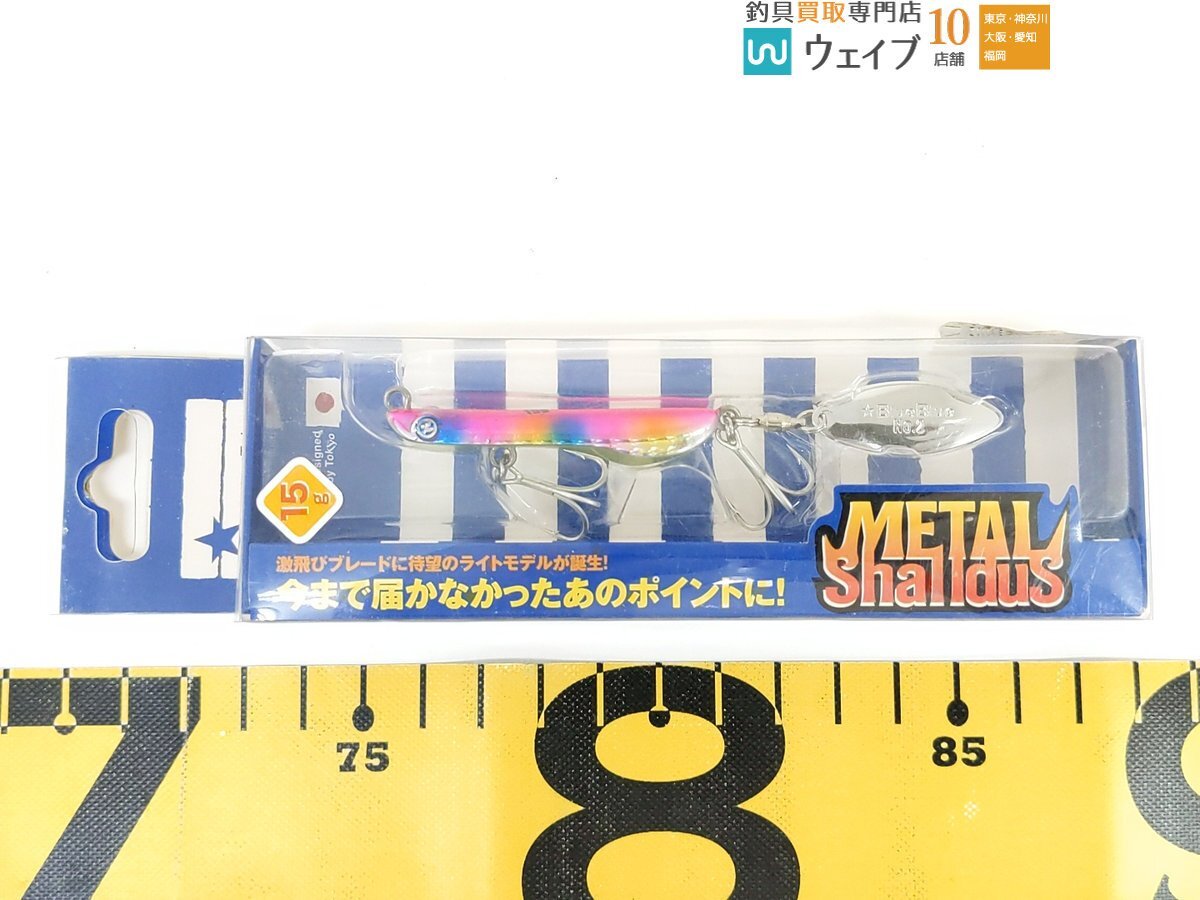 釣具買取専門店
ウェイブ
10
店舗
東京・神奈川
大阪・愛知
福岡
by Tokyo
15
g
★BlueBlue
No.2
METAL
Shalldus
激飛びブレードに待望のライトモデルが誕生!
今まで届かなかったあのポイントに!
7
75
8
85